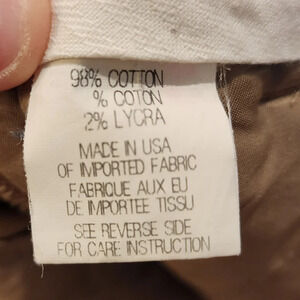 98% COTTON
% COTON
2% LYCRA
MADE IN USA
OF IMPORTED FABRIC
FABRIQUE AUX EU
DE IMPORTEE TISSU
SEE REVERSE SIDE
FOR CARE INSTRUCTION